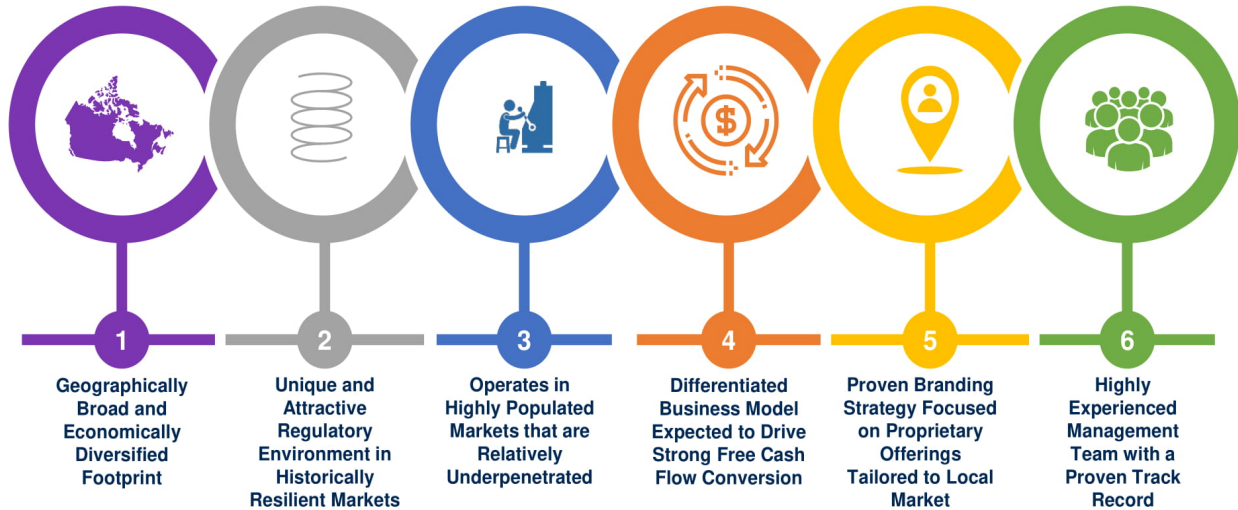 $
1
Geographically
Broad and
Economically
Diversified
Footprint
2
Unique and
Attractive
Regulatory
Environment in
Historically
Resilient Markets
3
Operates in
Highly Populated
Markets that are
Relatively
Underpenetrated
4
Differentiated
Business Model
Expected to Drive
Strong Free Cash
Flow Conversion
5
Proven Branding
Strategy Focused
on Proprietary
Offerings
Tailored to Local
Market
6
Highly
Experienced
Management
Team with a
Proven Track
Record